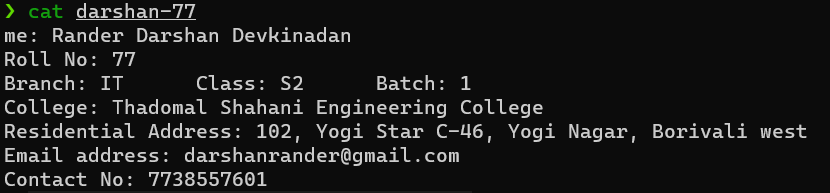 ❯ cat darshan-77
me: Rander Darshan Devkinadan
Roll No: 77
Branch: IT      Class: S2      Batch: 1
College: Thadomal Shahani Engineering College
Residential Address: 102, Yogi Star C-46, Yogi Nagar, Borivali west
Email address: darshanrander@gmail.com
Contact No: 7738557601